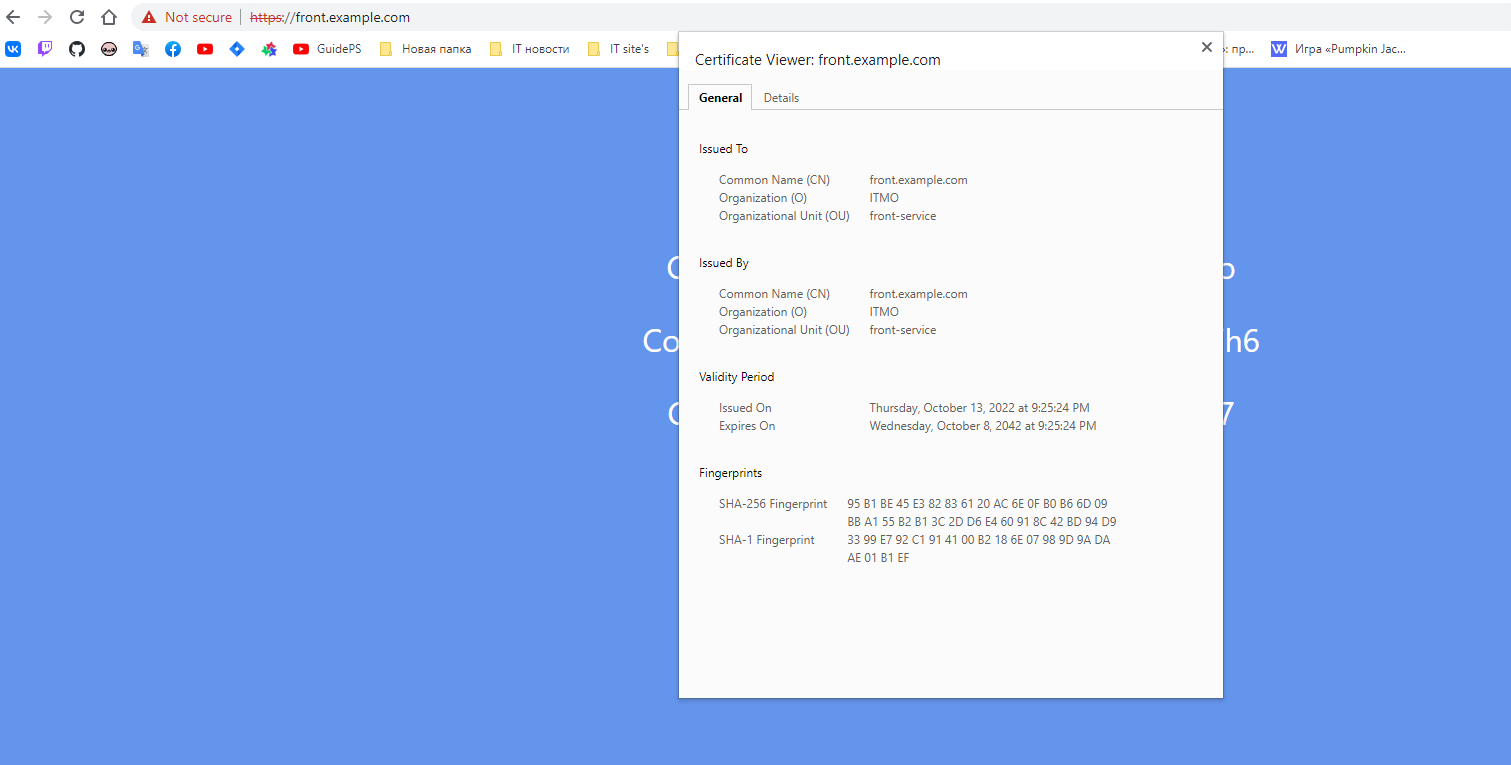 Not secure | https://front.example.com
GuidePS Новая папка IT новости IT site's : пр... Игра «Pumpkin Jac...
Certificate Viewer: front.example.com
General Details
Issued To
Common Name (CN) front.example.com
Organization (O) ITMO
Organizational Unit (OU) front-service
Issued By
Common Name (CN) front.example.com
Organization (O) ITMO
Organizational Unit (OU) front-service
Co h6
7
Validity Period
Issued On Thursday, October 13, 2022 at 9:25:24 PM
Expires On Wednesday, October 8, 2042 at 9:25:24 PM
Fingerprints
SHA-256 Fingerprint 95 B1 BE 45 E3 82 83 61 20 AC 6E 0F B0 B6 6D 09
BB A1 55 B2 B1 3C 2D D6 E4 60 91 8C 42 BD 94 D9
SHA-1 Fingerprint 33 99 E7 92 C1 91 41 00 B2 18 6E 07 98 9D 9A DA
AE 01 B1 EF